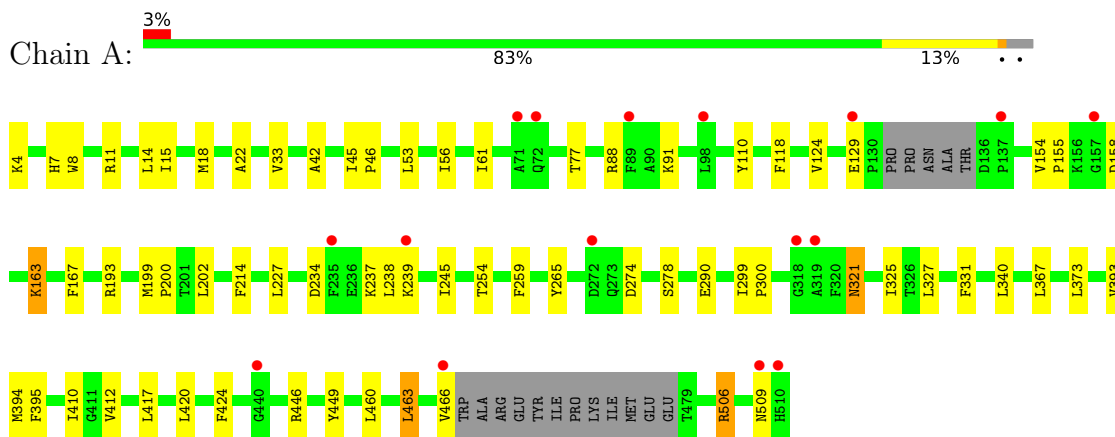 3%
Chain A:
83% 13% • •
K4 H7 W8 R11 L14 I15 M18 A22 V33 A42 I45 P46 L53 I56 I61 A71 Q72 T77 R88 F89 A90 K91 L98 Y110 F118 V124 E129 P130 PRO PRO ASN ALA THR D136 P137 V154 P155 K156 G157 D158
K163 F167 R193 M199 P200 T201 L202 F214 L227 D234 F235 E236 K237 L238 K239 I245 T254 F259 Y265 D272 Q273 D274 S278 E290 I299 P300 G318 A319 F320 N321 I325 T326 L327 F331 L340 L367 L373 V393
M394 F395 I410 G411 V412 L417 L420 F424 G440 R446 Y449 L460 L463 V466 TRP ALA ARG GLU TYR ILE PRO LYS ILE MET GLU GLU T479 R506 N509 H510